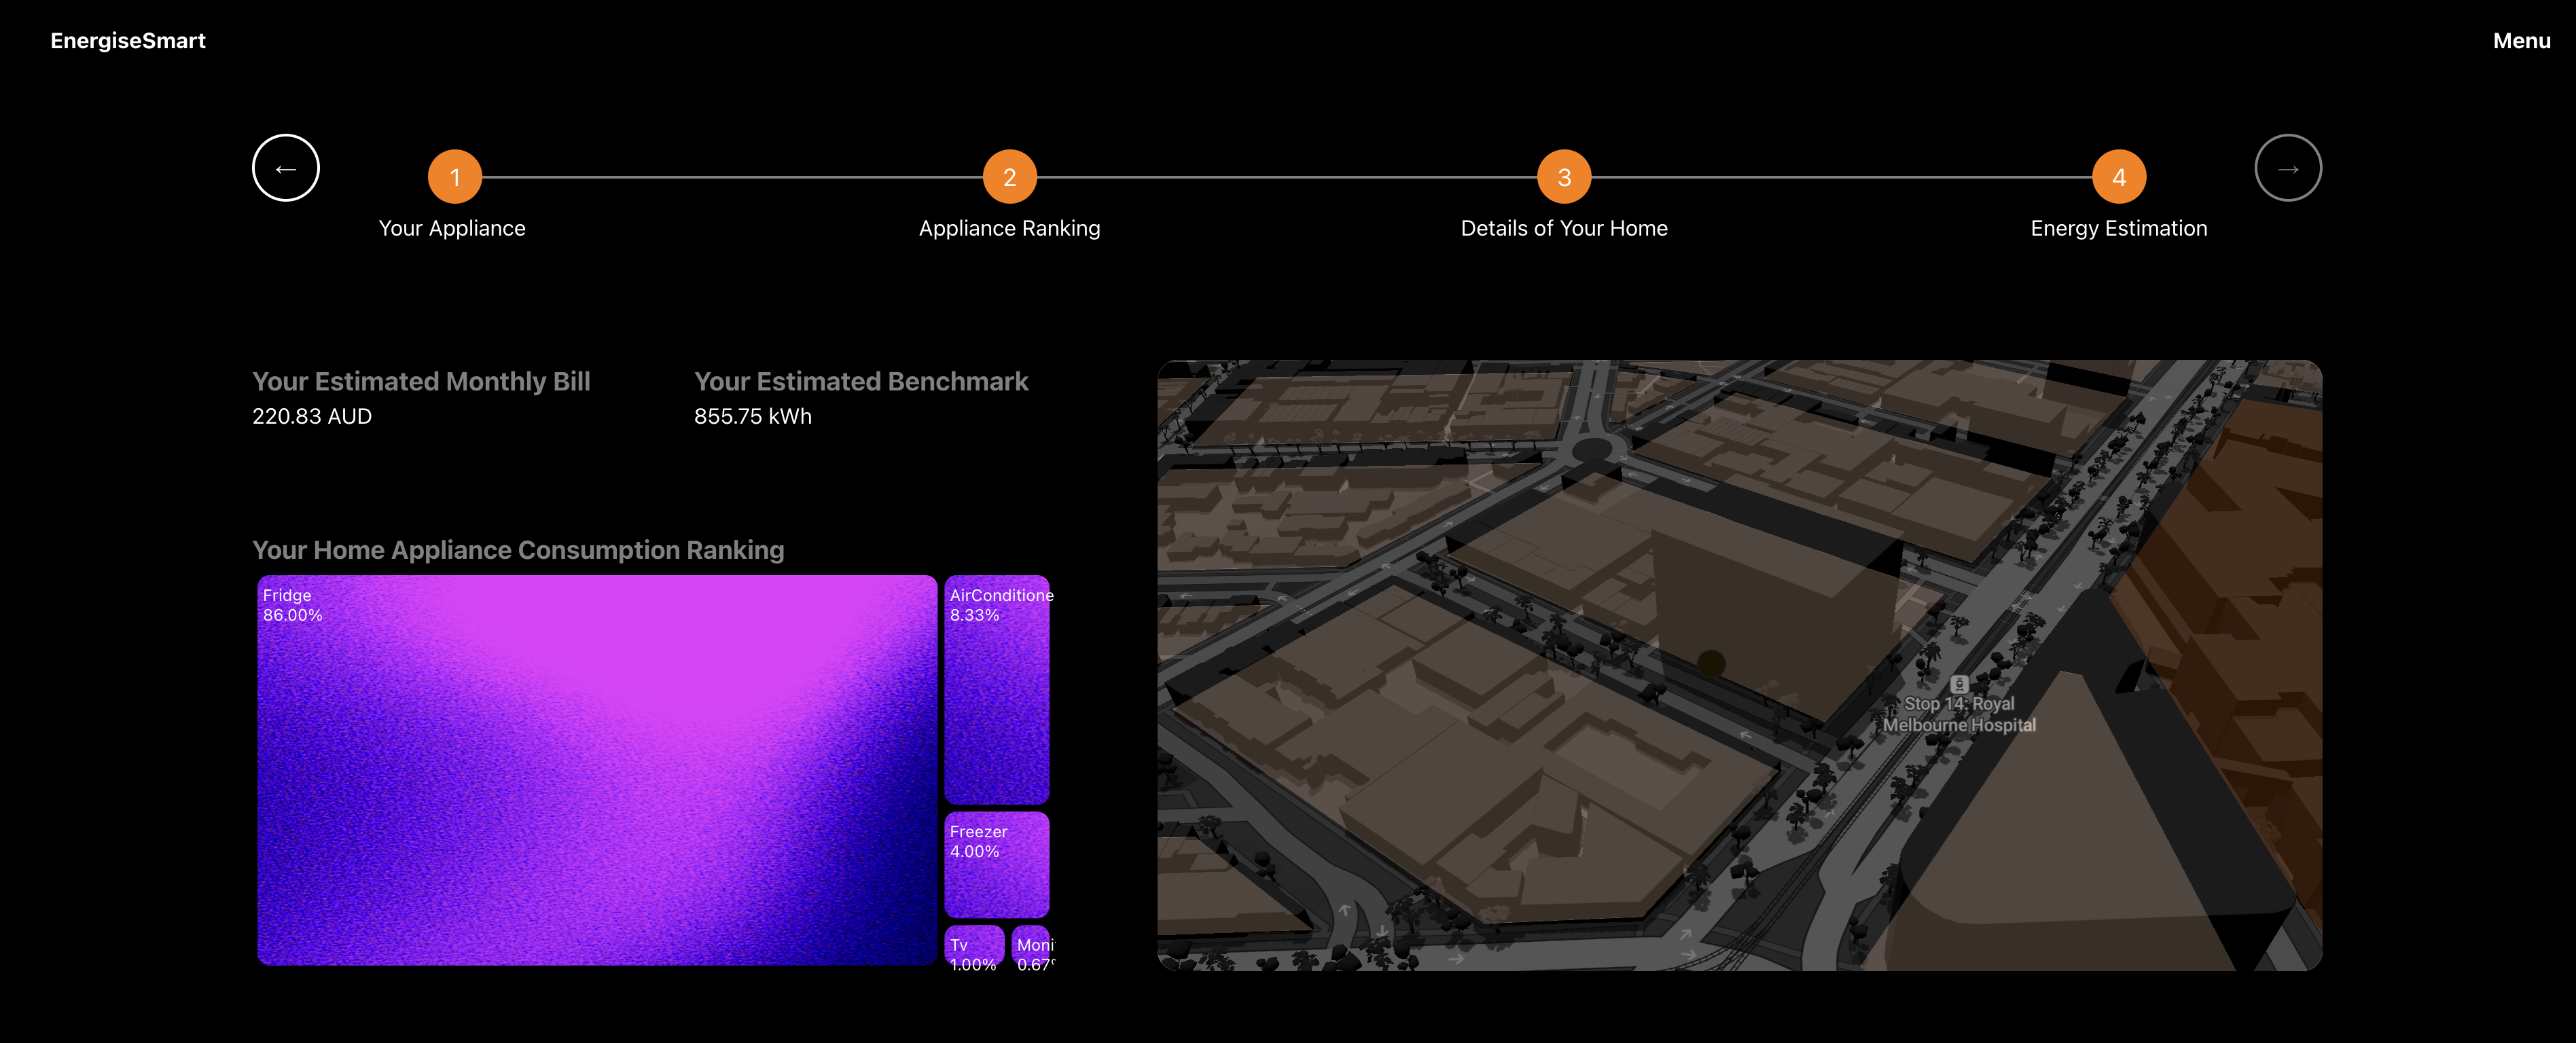 EnergiseSmart
Menu
←
1
2
3
4
→
Your Appliance
Appliance Ranking
Details of Your Home
Energy Estimation
Your Estimated Monthly Bill
220.83 AUD
Your Estimated Benchmark
855.75 kWh
Your Home Appliance Consumption Ranking
Fridge
86.00%
AirConditione
8.33%
Freezer
4.00%
Tv
1.00%
Moni
0.67
Stop 14: Royal
Melbourne Hospital